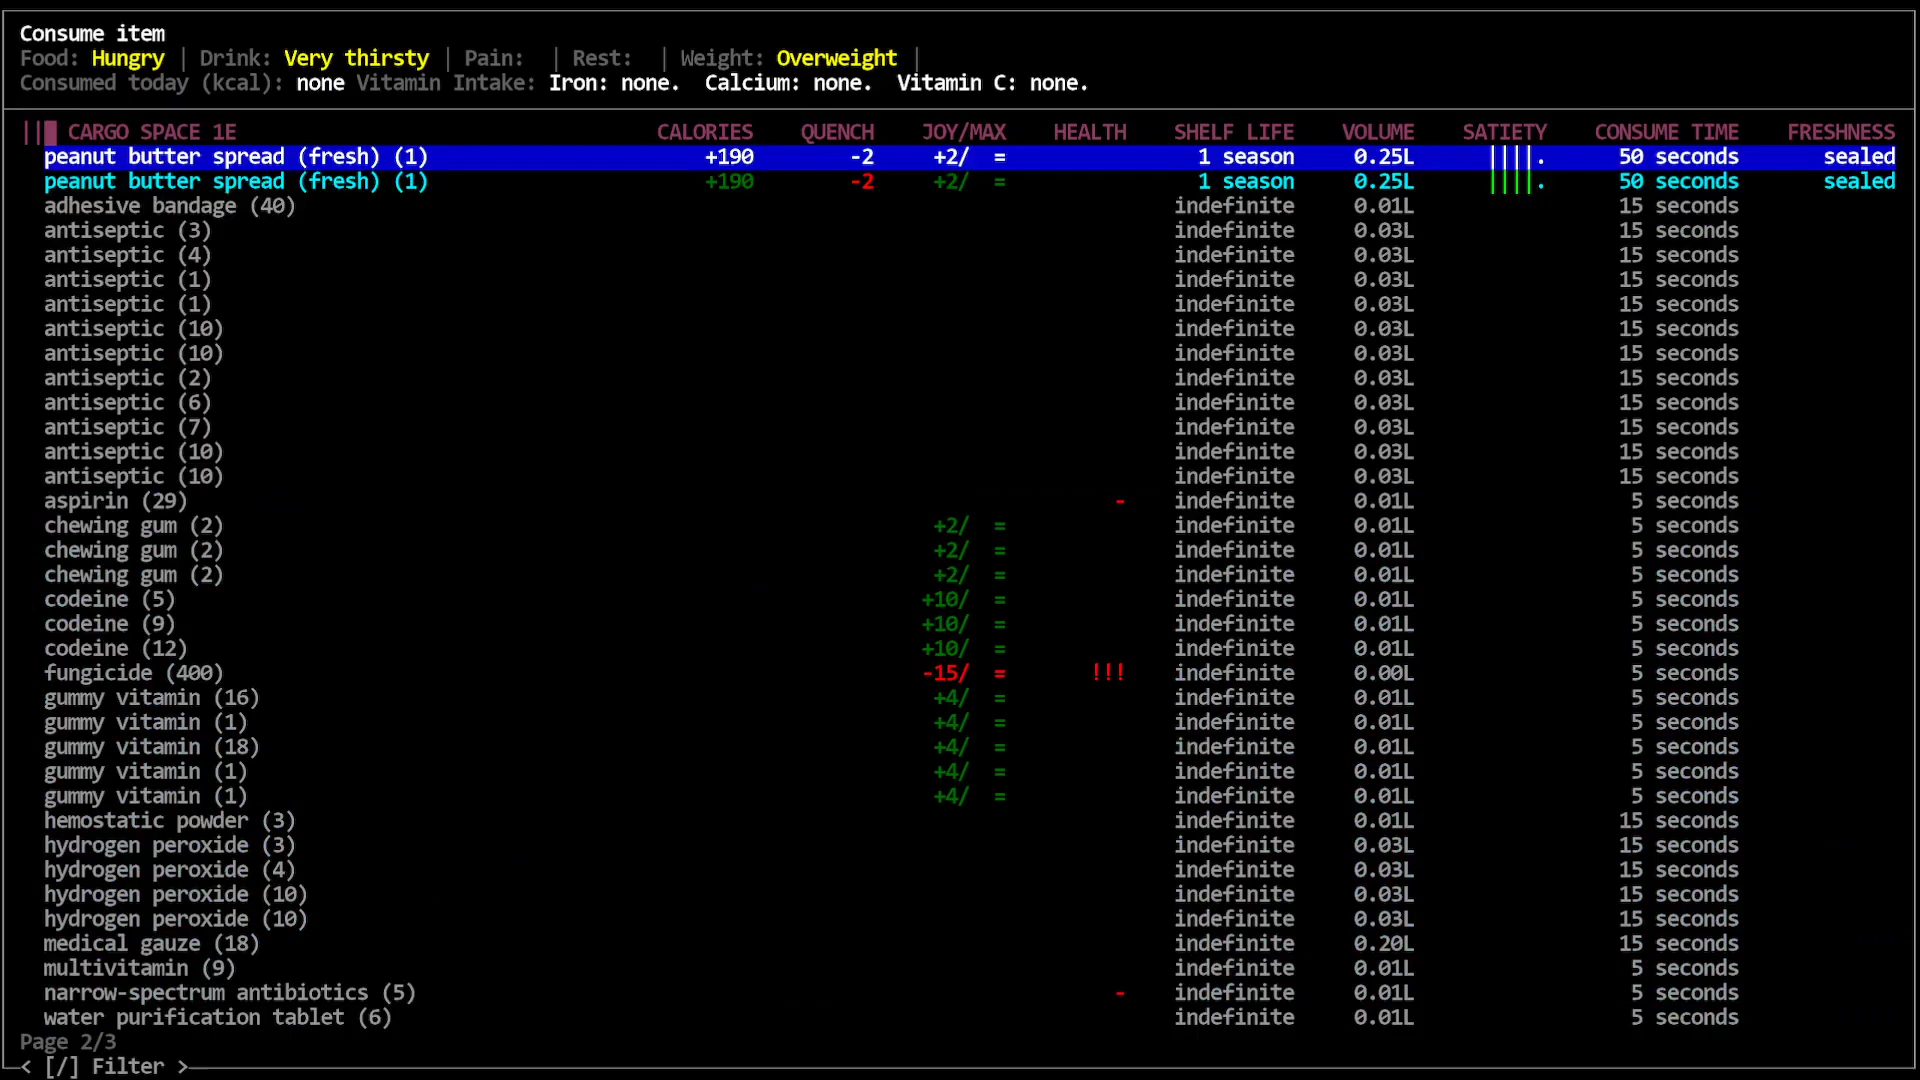 Consume item
Food: Hungry | Drink: Very thirsty | Pain: | Rest: | Weight: Overweight |
Consumed today (kcal): none Vitamin Intake: Iron: none. Calcium: none. Vitamin C: none.
|| CARGO SPACE 1E CALORIES QUENCH JOY/MAX HEALTH SHELF LIFE VOLUME SATIETY CONSUME TIME FRESHNESS
peanut butter spread (fresh) (1) +190 -2 +2/ = 1 season 0.25L ||||. 50 seconds sealed
peanut butter spread (fresh) (1) +190 -2 +2/ = 1 season 0.25L ||||. 50 seconds sealed
adhesive bandage (40) indefinite 0.01L 15 seconds
antiseptic (3) indefinite 0.03L 15 seconds
antiseptic (4) indefinite 0.03L 15 seconds
antiseptic (1) indefinite 0.03L 15 seconds
antiseptic (1) indefinite 0.03L 15 seconds
antiseptic (10) indefinite 0.03L 15 seconds
antiseptic (10) indefinite 0.03L 15 seconds
antiseptic (2) indefinite 0.03L 15 seconds
antiseptic (6) indefinite 0.03L 15 seconds
antiseptic (7) indefinite 0.03L 15 seconds
antiseptic (10) indefinite 0.03L 15 seconds
antiseptic (10) indefinite 0.03L 15 seconds
aspirin (29) - indefinite 0.01L 5 seconds
chewing gum (2) +2/ = indefinite 0.01L 5 seconds
chewing gum (2) +2/ = indefinite 0.01L 5 seconds
chewing gum (2) +2/ = indefinite 0.01L 5 seconds
codeine (5) +10/ = indefinite 0.01L 5 seconds
codeine (9) +10/ = indefinite 0.01L 5 seconds
codeine (12) +10/ = indefinite 0.01L 5 seconds
fungicide (400) -15/ = !!! indefinite 0.00L 5 seconds
gummy vitamin (16) +4/ = indefinite 0.01L 5 seconds
gummy vitamin (1) +4/ = indefinite 0.01L 5 seconds
gummy vitamin (18) +4/ = indefinite 0.01L 5 seconds
gummy vitamin (1) +4/ = indefinite 0.01L 5 seconds
gummy vitamin (1) +4/ = indefinite 0.01L 5 seconds
hemostatic powder (3) indefinite 0.01L 15 seconds
hydrogen peroxide (3) indefinite 0.03L 15 seconds
hydrogen peroxide (4) indefinite 0.03L 15 seconds
hydrogen peroxide (10) indefinite 0.03L 15 seconds
hydrogen peroxide (10) indefinite 0.03L 15 seconds
medical gauze (18) indefinite 0.20L 15 seconds
multivitamin (9) indefinite 0.01L 5 seconds
narrow-spectrum antibiotics (5) - indefinite 0.01L 5 seconds
water purification tablet (6) indefinite 0.01L 5 seconds
Page 2/3
< [/] Filter >